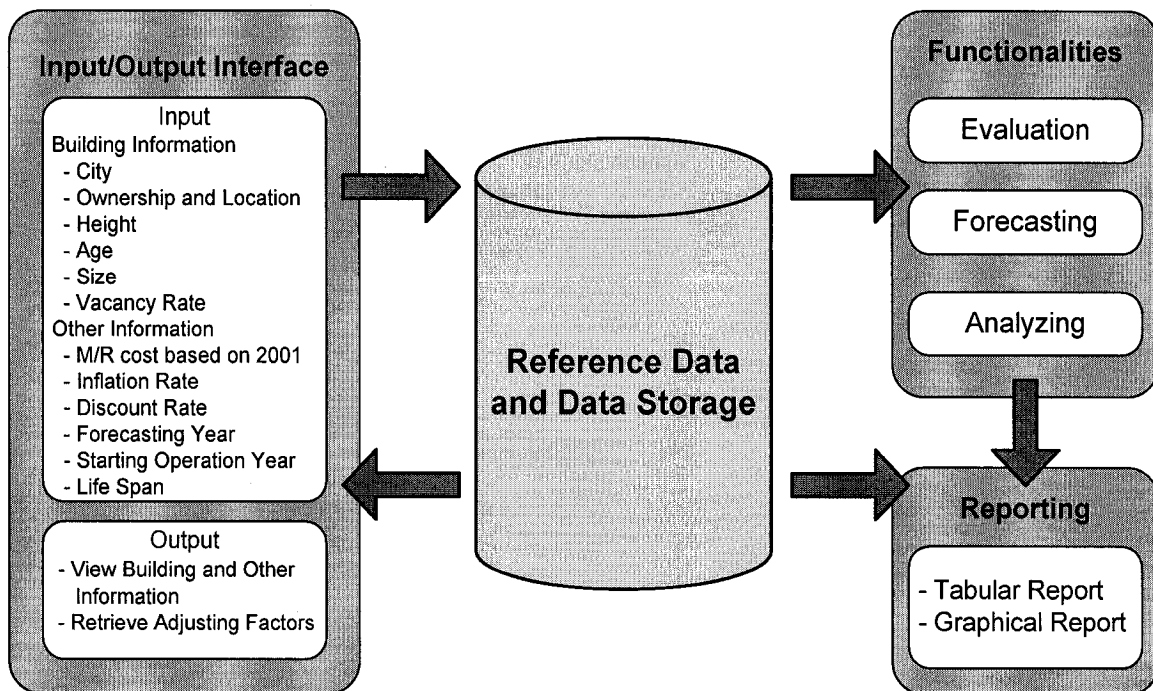 Input/Output Interface
Input
Building Information
- City
- Ownership and Location
- Height
- Age
- Size
- Vacancy Rate
Other Information
- M/R cost based on 2001
- Inflation Rate
- Discount Rate
- Forecasting Year
- Starting Operation Year
- Life Span
Output
- View Building and Other
Information
- Retrieve Adjusting Factors
Reference Data
and Data Storage
Functionalities
Evaluation
Forecasting
Analyzing
Reporting
- Tabular Report
- Graphical Report